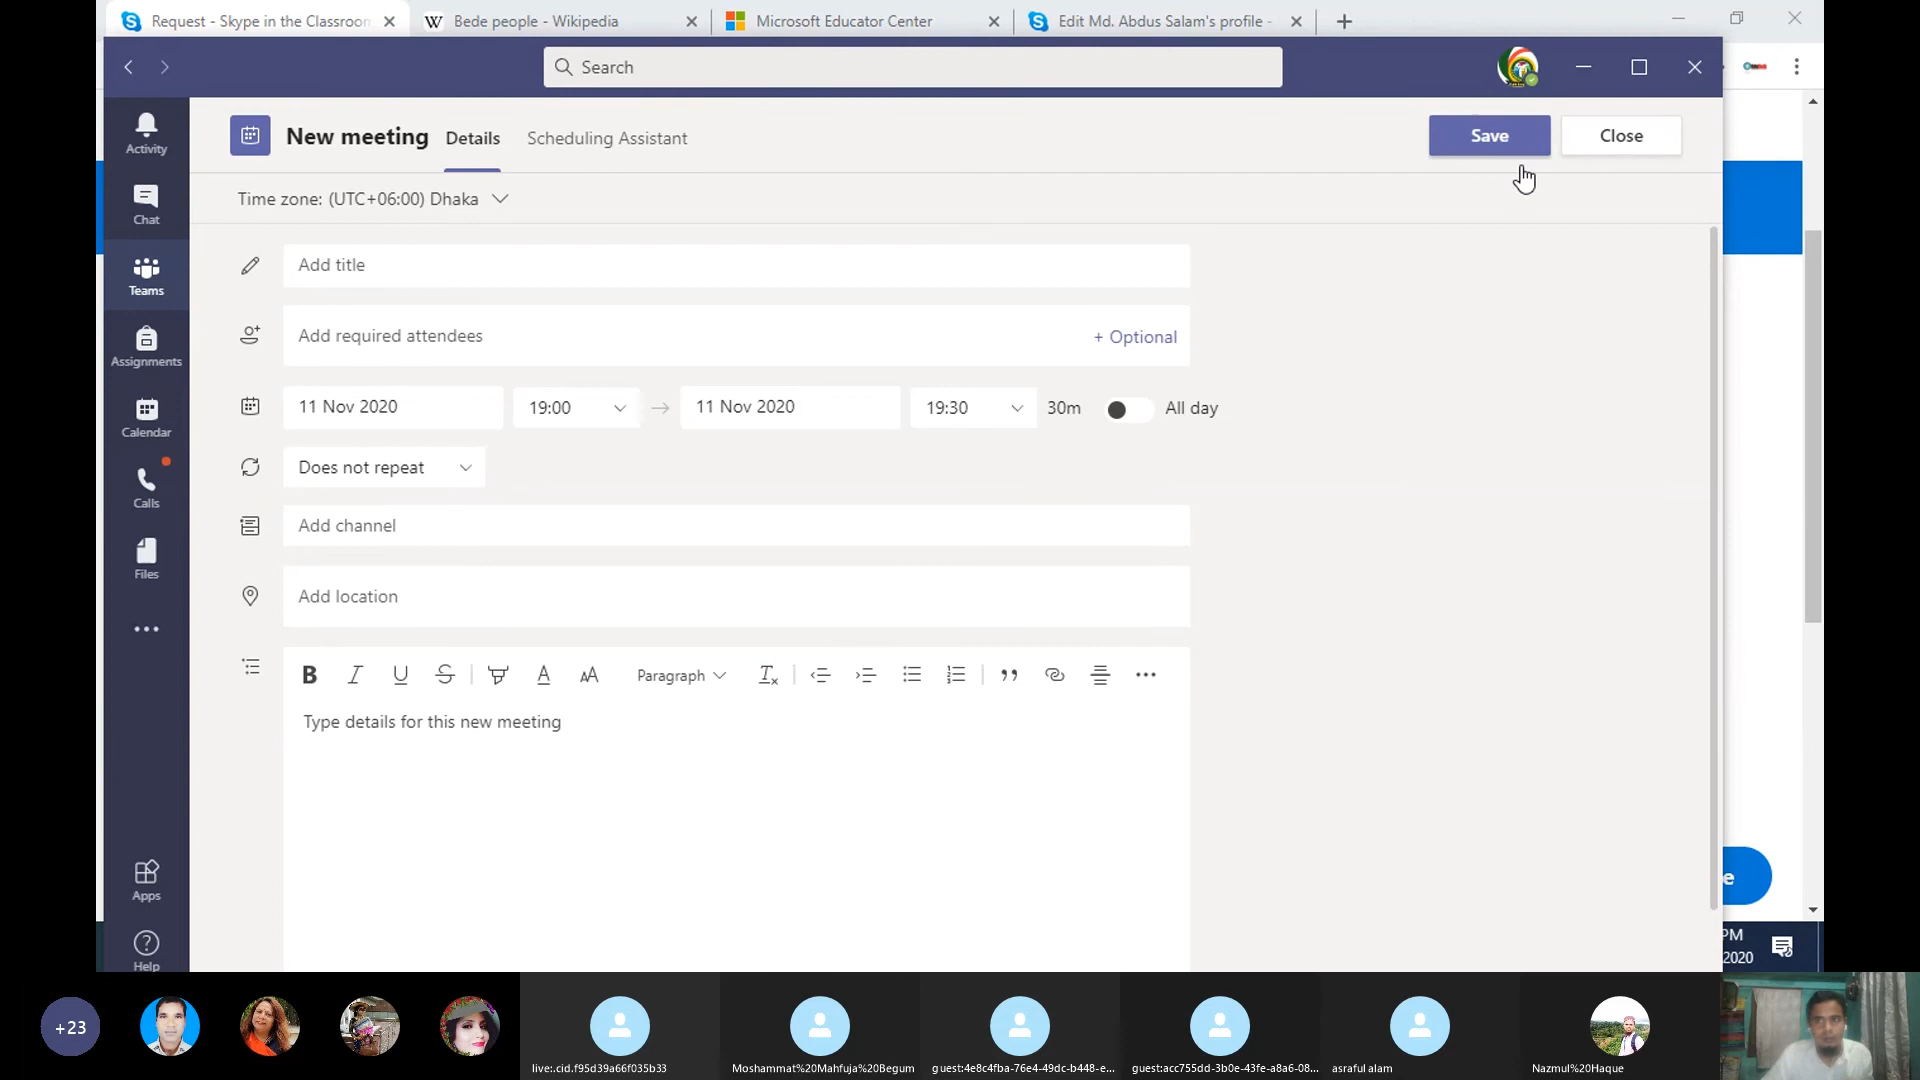 Request - Skype in the Classroom
Bede people - Wikipedia
Microsoft Educator Center
Edit Md. Abdus Salam's profile -
Search
Activity
Chat
Teams
Assignments
Calendar
Calls
Files
Apps
Help
New meeting
Details
Scheduling Assistant
Save
Close
Time zone: (UTC+06:00) Dhaka
Add title
Add required attendees
+ Optional
11 Nov 2020
19:00
11 Nov 2020
19:30
30m
All day
Does not repeat
Add channel
Add location
Paragraph
Type details for this new meeting
e
PM
2020
+23
live:.cid.f95d39a66f035b33
Moshammat%20Mahfuja%20Begum
guest:4e8c4fba-76e4-49dc-b448-e...
guest:acc755dd-3b0e-43fe-a8a6-08...
asraful alam
Nazmul%20Haque